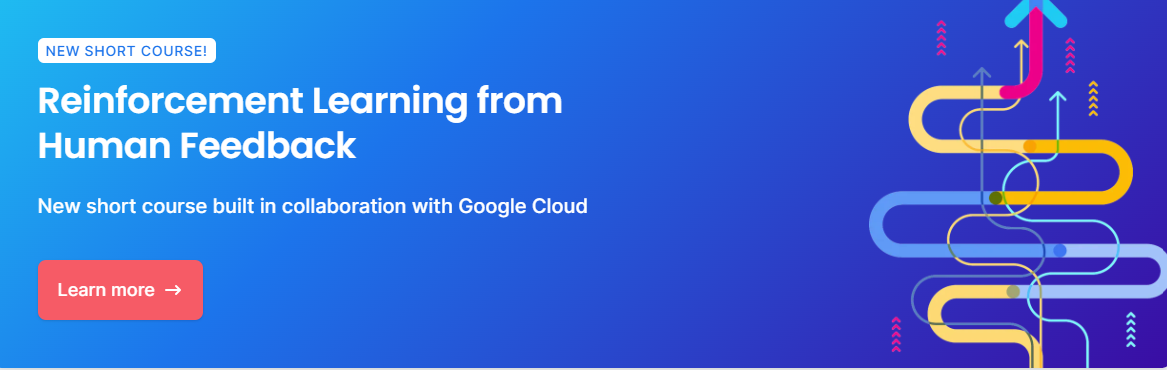 NEW SHORT COURSE!
Reinforcement Learning from
Human Feedback
New short course built in collaboration with Google Cloud
Learn more →